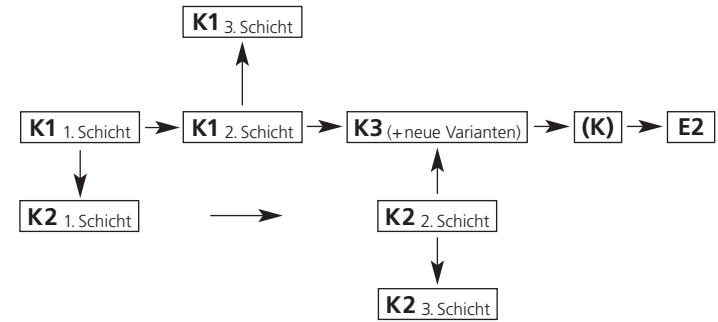 K1 3. Schicht
K1 1. Schicht
K1 2. Schicht
K3 (+neue Varianten)
(K)
E2
K2 1. Schicht
K2 2. Schicht
K2 3. Schicht